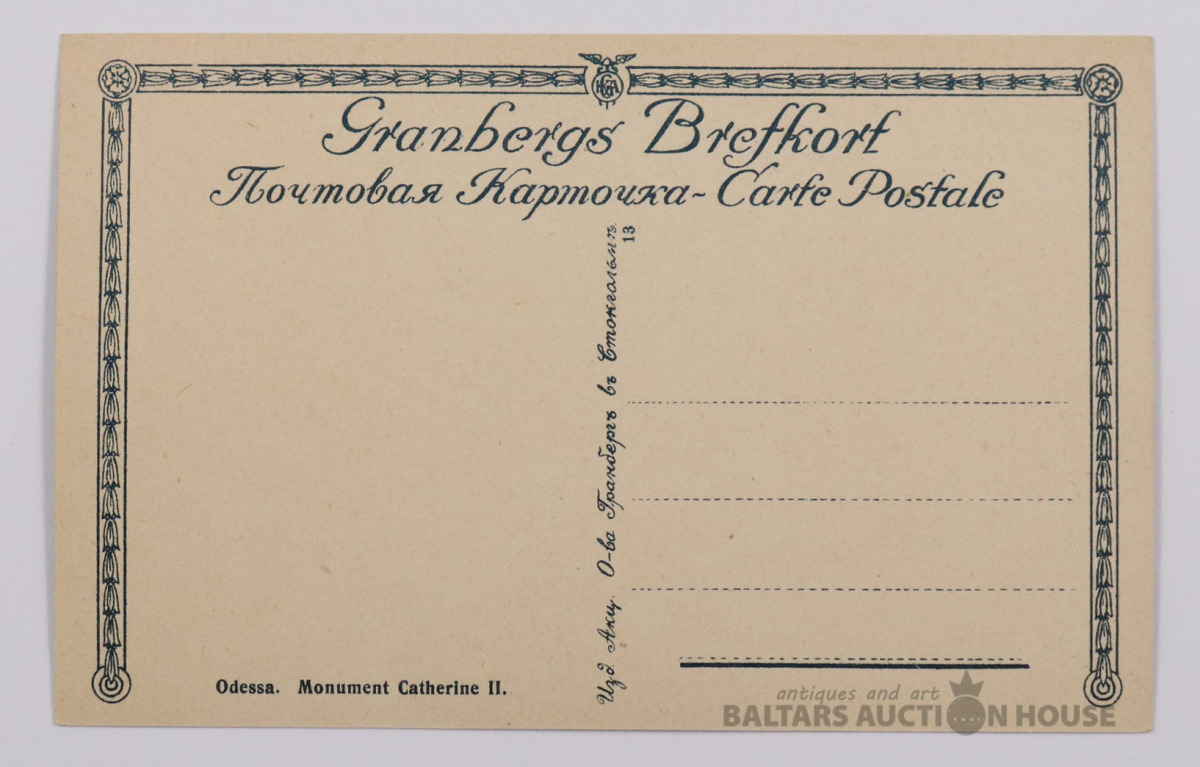 Granbergs Brefkort
Почтовая Карточка - Carte Postale
Изд. Акц. О-ва Гранбергъ въ Стокгольмѣ.
13
Odessa. Monument Catherine II.
antiques and art
BALTARS AUCTION HOUSE